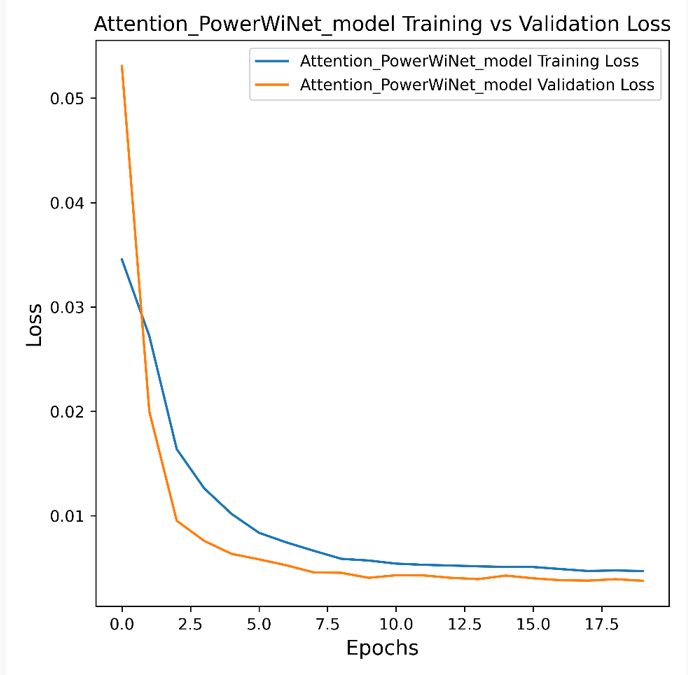 Attention_PowerWiNet_model Training vs Validation Loss
Attention_PowerWiNet_model Training Loss
Attention_PowerWiNet_model Validation Loss
0.05
0.04
0.03
0.02
0.01
Loss
0.0 2.5 5.0 7.5 10.0 12.5 15.0 17.5
Epochs